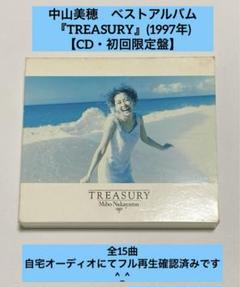 中山美穂　ベストアルバム
『TREASURY』(1997年)
【CD・初回限定盤】
TREASURY
Miho Nakayama
全15曲
自宅オーディオにてフル再生確認済みです
^_^